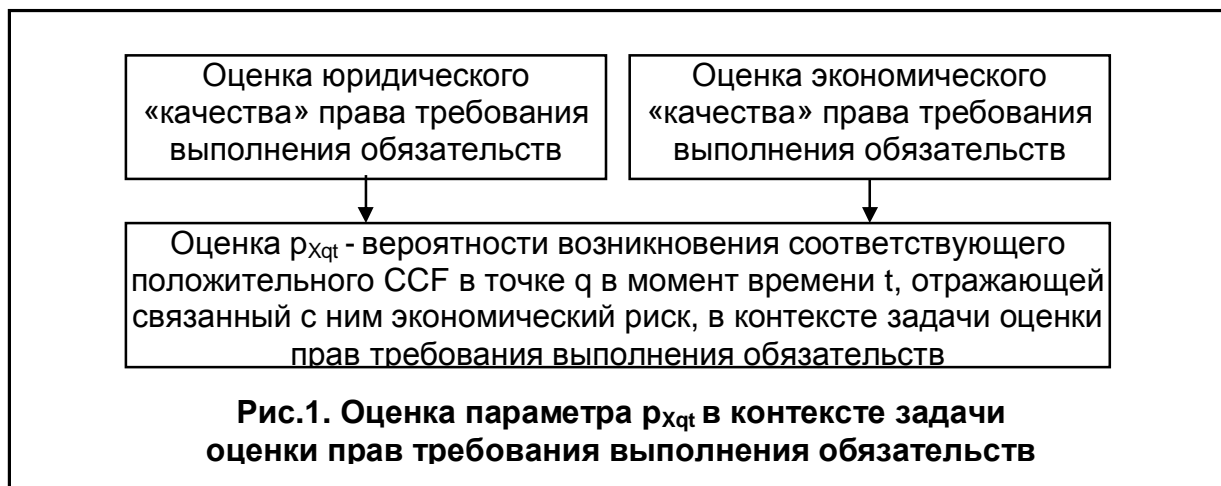 Оценка юридического
«качества» права требования
выполнения обязательств
Оценка экономического
«качества» права требования
выполнения обязательств
Оценка pXqt - вероятности возникновения соответствующего
положительного CCF в точке q в момент времени t, отражающей
связанный с ним экономический риск, в контексте задачи оценки
прав требования выполнения обязательств
Рис.1. Оценка параметра pXqt в контексте задачи
оценки прав требования выполнения обязательств